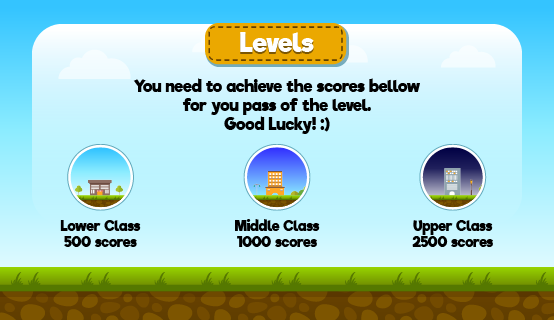 Levels
You need to achieve the scores bellow
for you pass of the level.
Good Lucky! :)
Lower Class
500 scores
Middle Class
1000 scores
Upper Class
2500 scores